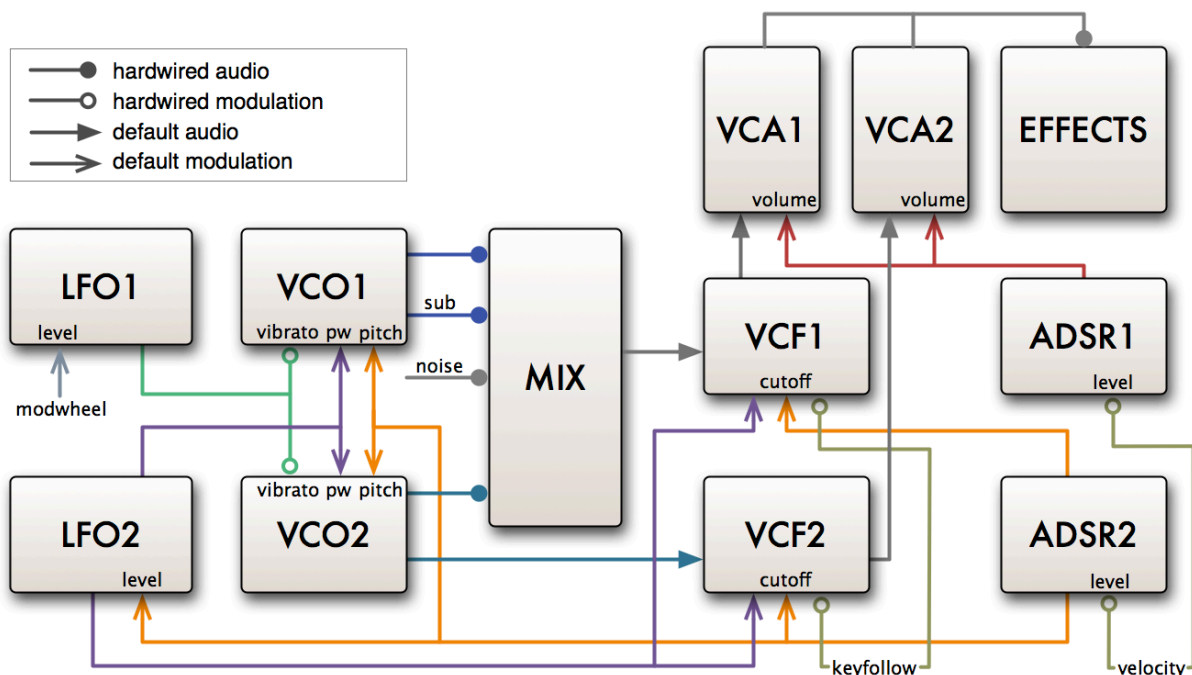 hardwired audio
hardwired modulation
default audio
default modulation
VCA1
volume
VCA2
volume
EFFECTS
LFO1
level
modwheel
VCO1
vibrato pw pitch
sub
noise
MIX
VCF1
cutoff
ADSR1
level
LFO2
level
vibrato pw pitch
VCO2
VCF2
cutoff
ADSR2
level
keyfollow
velocity